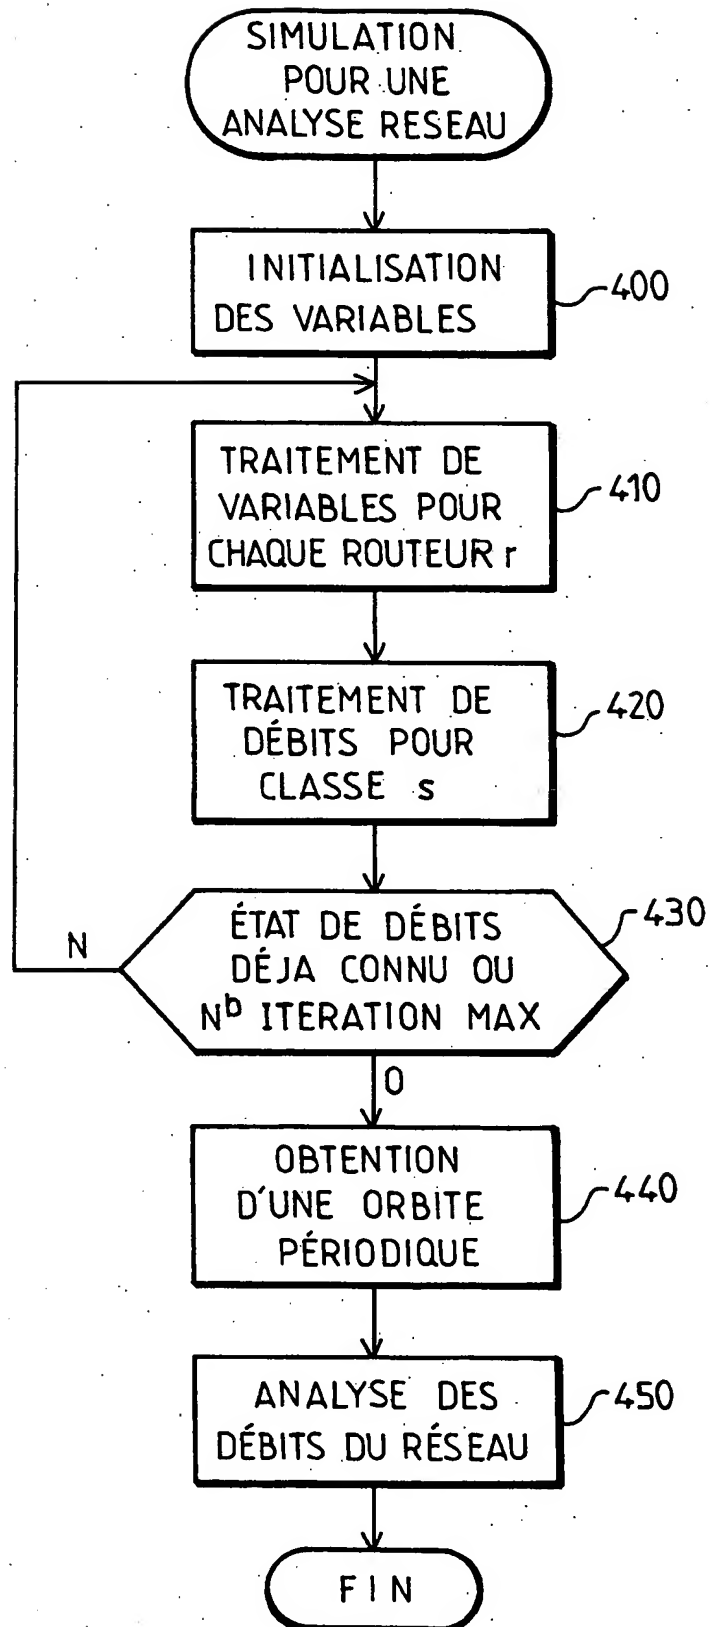 SIMULATION
POUR UNE
ANALYSE RESEAU
INITIALISATION
DES VARIABLES
400
TRAITEMENT DE
VARIABLES POUR
CHAQUE ROUTEUR r
410
TRAITEMENT DE
DÉBITS POUR
CLASSE s
420
ÉTAT DE DÉBITS
DÉJA CONNU OU
Nb ITERATION MAX
430
N
O
OBTENTION
D'UNE ORBITE
PÉRIODIQUE
440
ANALYSE DES
DÉBITS DU RÉSEAU
450
FIN